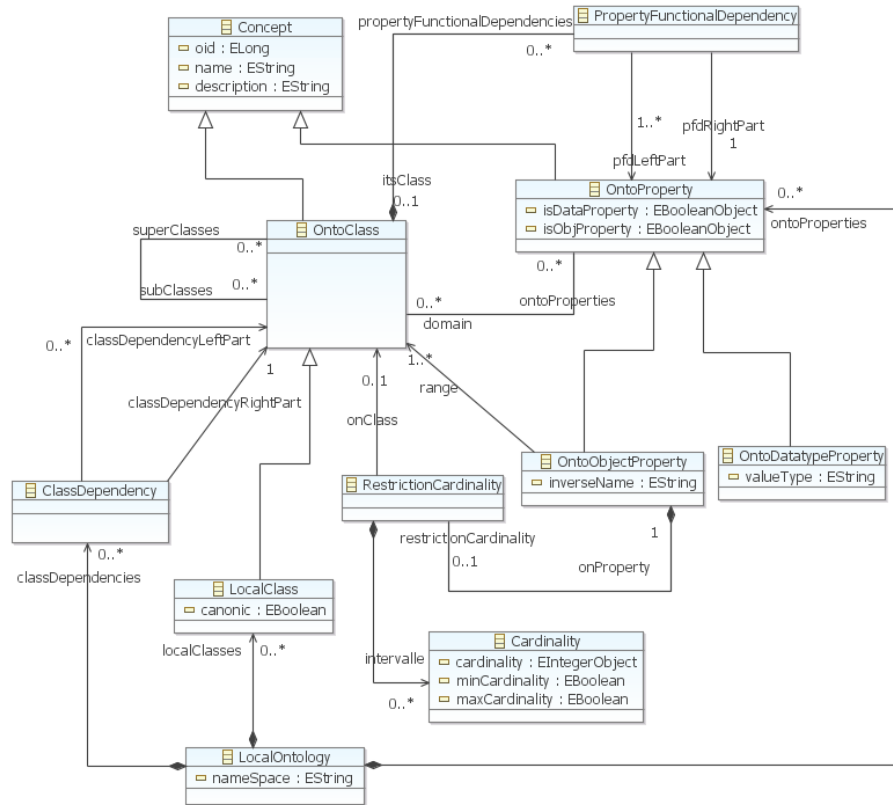 propertyFunctionalDependencies
PropertyFunctionalDependency
0..*
Concept
oid : ELong
name : EString
description : EString
1..*
pfdRightPart
1
pfdLeftPart
itsClass
0..1
OntoProperty
isDataProperty : EBooleanObject
isObjProperty : EBooleanObject
0..*
ontoProperties
superClasses
0..*
OntoClass
0..*
subClasses
0..*
ontoProperties
0..*
domain
0..*
classDependencyLeftPart
1
classDependencyRightPart
0..1
onClass
1..*
range
ClassDependency
RestrictionCardinality
OntoObjectProperty
inverseName : EString
OntoDatatypeProperty
valueType : EString
restrictionCardinality
0..1
1
onProperty
0..*
classDependencies
LocalClass
canonic : EBoolean
localClasses
0..*
intervalle
0..*
Cardinality
cardinality : EIntegerObject
minCardinality : EBoolean
maxCardinality : EBoolean
LocalOntology
nameSpace : EString